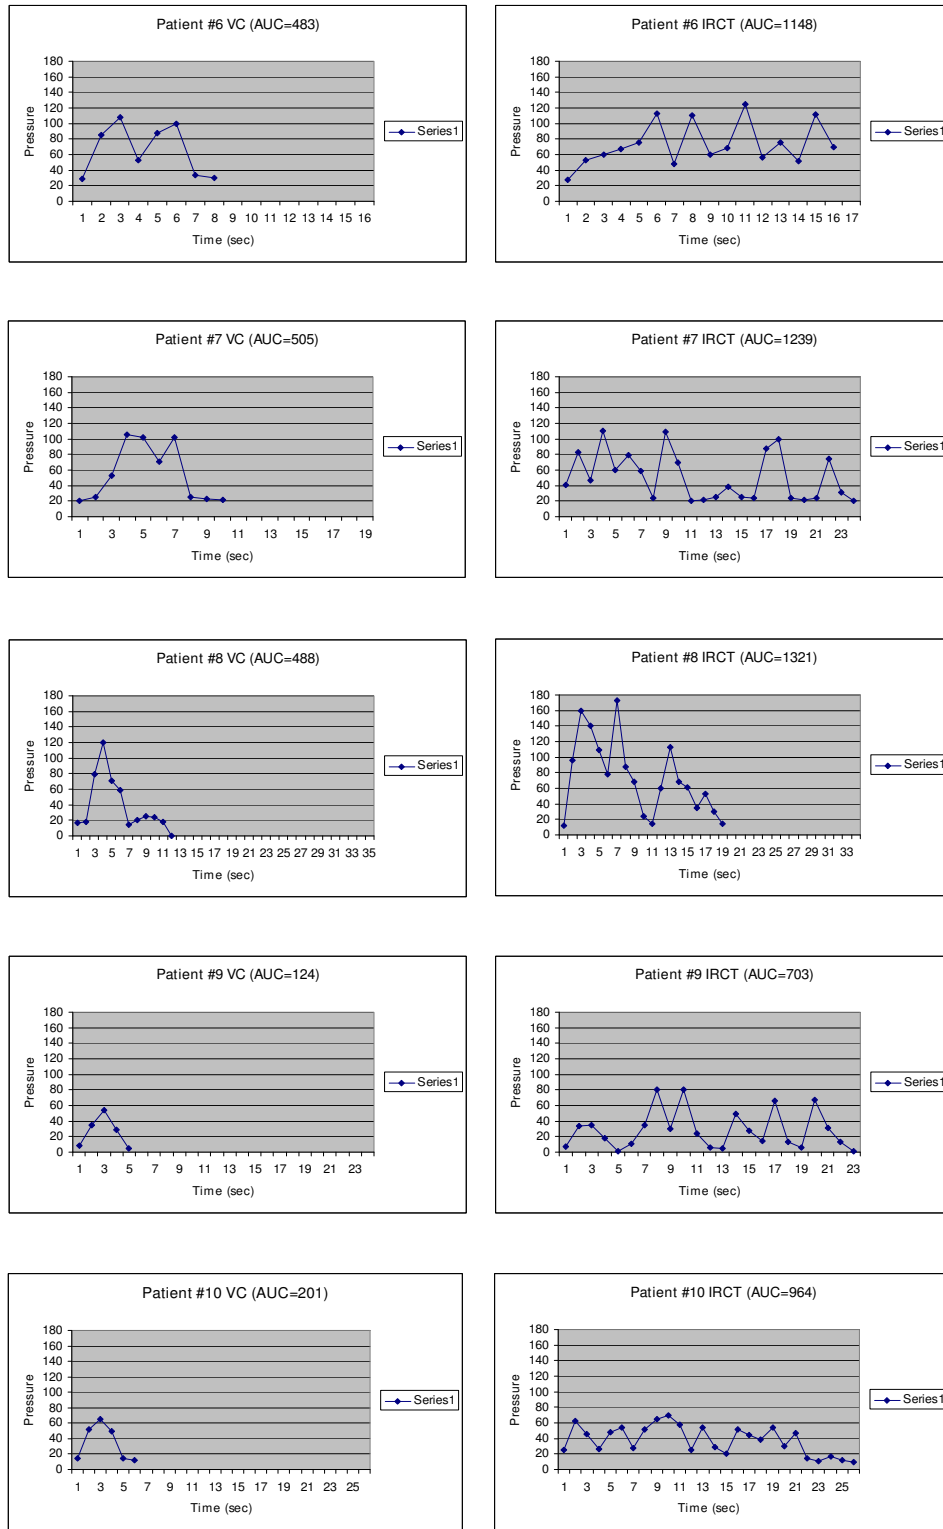 Patient #6 VC (AUC=483)
180
160
140
120
100
80
60
40
20
0
Pressure
1 2 3 4 5 6 7 8 9 10 11 12 13 14 15 16
Time (sec)
Series1
Patient #6 IRCT (AUC=1148)
180
160
140
120
100
80
60
40
20
0
Pressure
1 2 3 4 5 6 7 8 9 10 11 12 13 14 15 16 17
Time (sec)
Series1
Patient #7 VC (AUC=505)
180
160
140
120
100
80
60
40
20
0
Pressure
1 3 5 7 9 11 13 15 17 19
Time (sec)
Series1
Patient #7 IRCT (AUC=1239)
180
160
140
120
100
80
60
40
20
0
Pressure
1 3 5 7 9 11 13 15 17 19 21 23
Time (sec)
Series1
Patient #8 VC (AUC=488)
180
160
140
120
100
80
60
40
20
0
Pressure
1 3 5 7 9 11 13 15 17 19 21 23 25 27 29 31 33 35
Time (sec)
Series1
Patient #8 IRCT (AUC=1321)
180
160
140
120
100
80
60
40
20
0
Pressure
1 3 5 7 9 11 13 15 17 19 21 23 25 27 29 31 33
Time (sec)
Series1
Patient #9 VC (AUC=124)
180
160
140
120
100
80
60
40
20
0
Pressure
1 3 5 7 9 11 13 15 17 19 21 23
Time (sec)
Series1
Patient #9 IRCT (AUC=703)
180
160
140
120
100
80
60
40
20
0
Pressure
1 3 5 7 9 11 13 15 17 19 21 23
Time (sec)
Series1
Patient #10 VC (AUC=201)
180
160
140
120
100
80
60
40
20
0
Pressure
1 3 5 7 9 11 13 15 17 19 21 23 25
Time (sec)
Series1
Patient #10 IRCT (AUC=964)
180
160
140
120
100
80
60
40
20
0
Pressure
1 3 5 7 9 11 13 15 17 19 21 23 25
Time (sec)
Series1